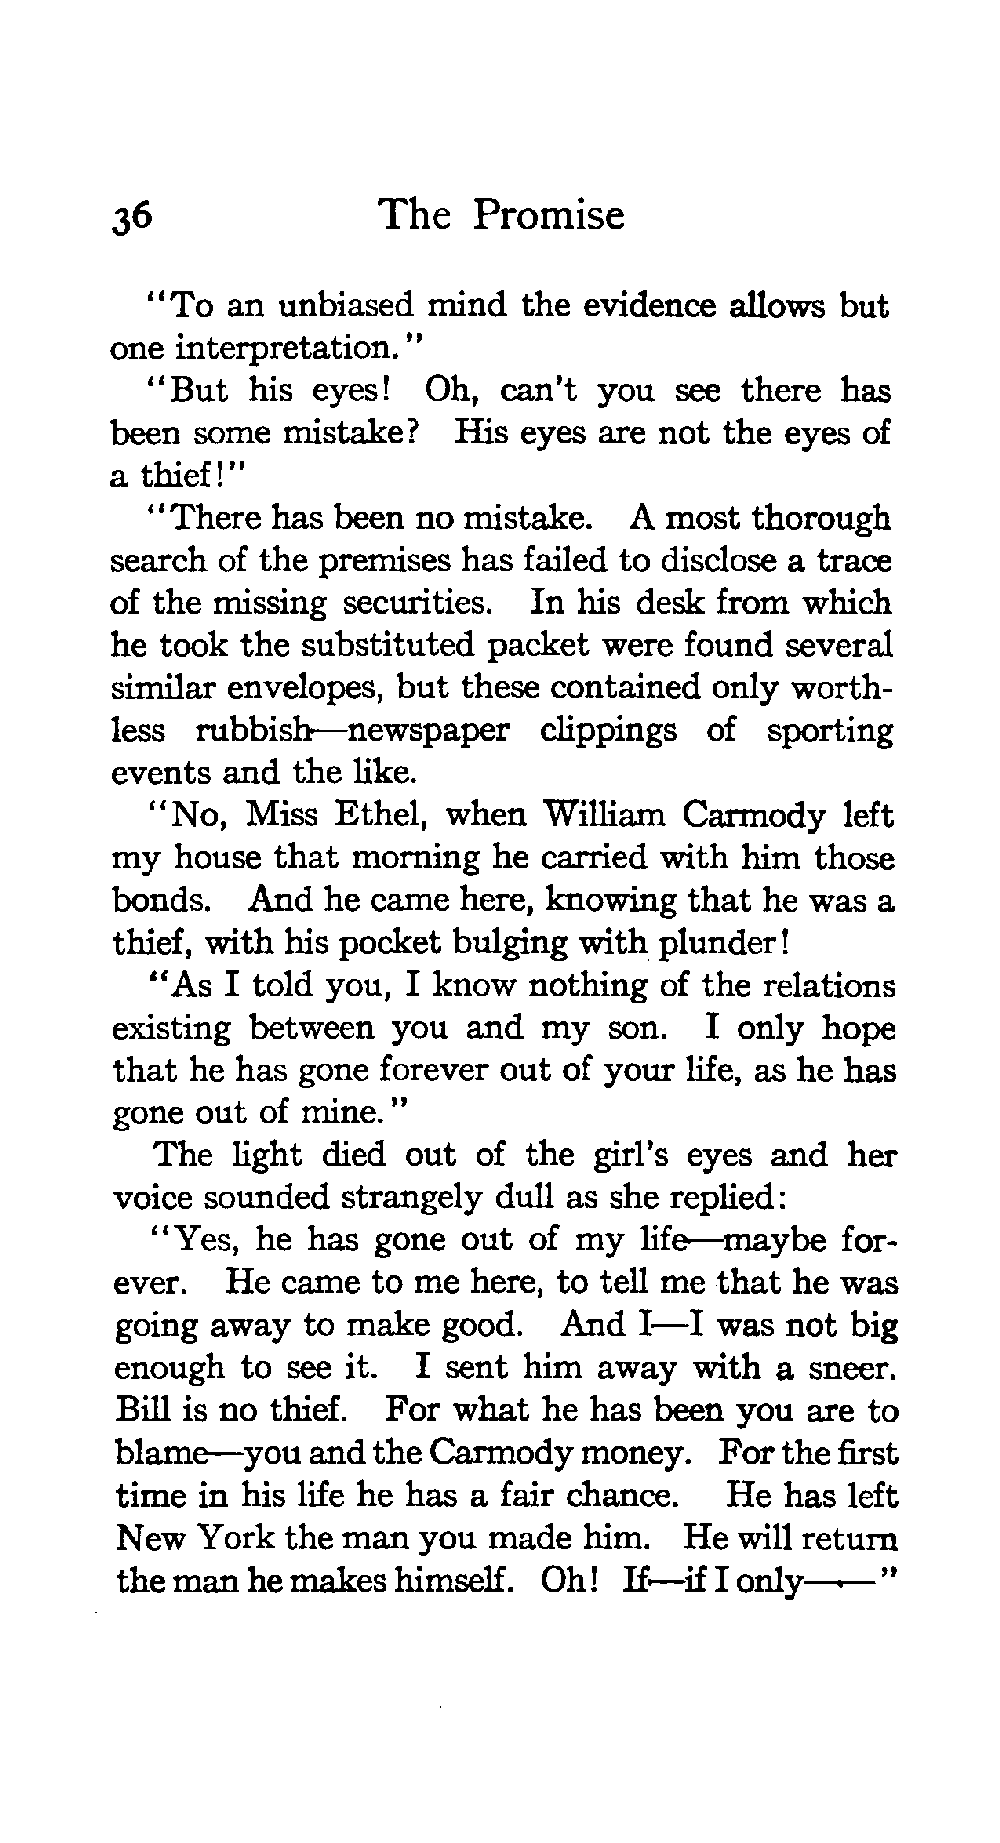 36 The Promise
“To an unbiased mind the evidence allows but
one interpretation.”
“But his eyes! Oh, can't you see there has
been some mistake? His eyes are not the eyes of
a thief!”
“There has been no mistake. A most thorough
search of the premises has failed to disclose a trace
of the missing securities. In his desk from which
he took the substituted packet were found several
similar envelopes, but these contained only worth-
less rubbish—newspaper clippings of sporting
events and the like.
“No, Miss Ethel, when William Carmody left
my house that morning he carried with him those
bonds. And he came here, knowing that he was a
thief, with his pocket bulging with plunder!
“As I told you, I know nothing of the relations
existing between you and my son. I only hope
that he has gone forever out of your life, as he has
gone out of mine.”
The light died out of the girl's eyes and her
voice sounded strangely dull as she replied:
“Yes, he has gone out of my life—maybe for-
ever. He came to me here, to tell me that he was
going away to make good. And I—I was not big
enough to see it. I sent him away with a sneer.
Bill is no thief. For what he has been you are to
blame—you and the Carmody money. For the first
time in his life he has a fair chance. He has left
New York the man you made him. He will return
the man he makes himself. Oh! If—if I only——”